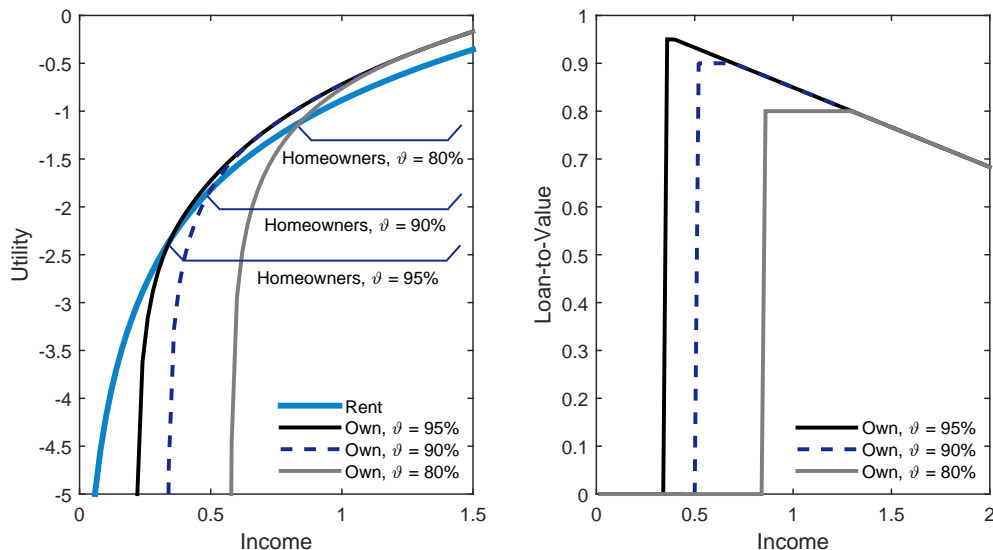 0
-0.5
-1
-1.5
-2
-2.5
-3
-3.5
-4
-4.5
-5
Utility
0
0.5
1
1.5
Income
Homeowners, ϑ = 80%
Homeowners, ϑ = 90%
Homeowners, ϑ = 95%
Rent
Own, ϑ = 95%
Own, ϑ = 90%
Own, ϑ = 80%
1
0.9
0.8
0.7
0.6
0.5
0.4
0.3
0.2
0.1
0
Loan-to-Value
0
0.5
1
1.5
2
Income
Own, ϑ = 95%
Own, ϑ = 90%
Own, ϑ = 80%